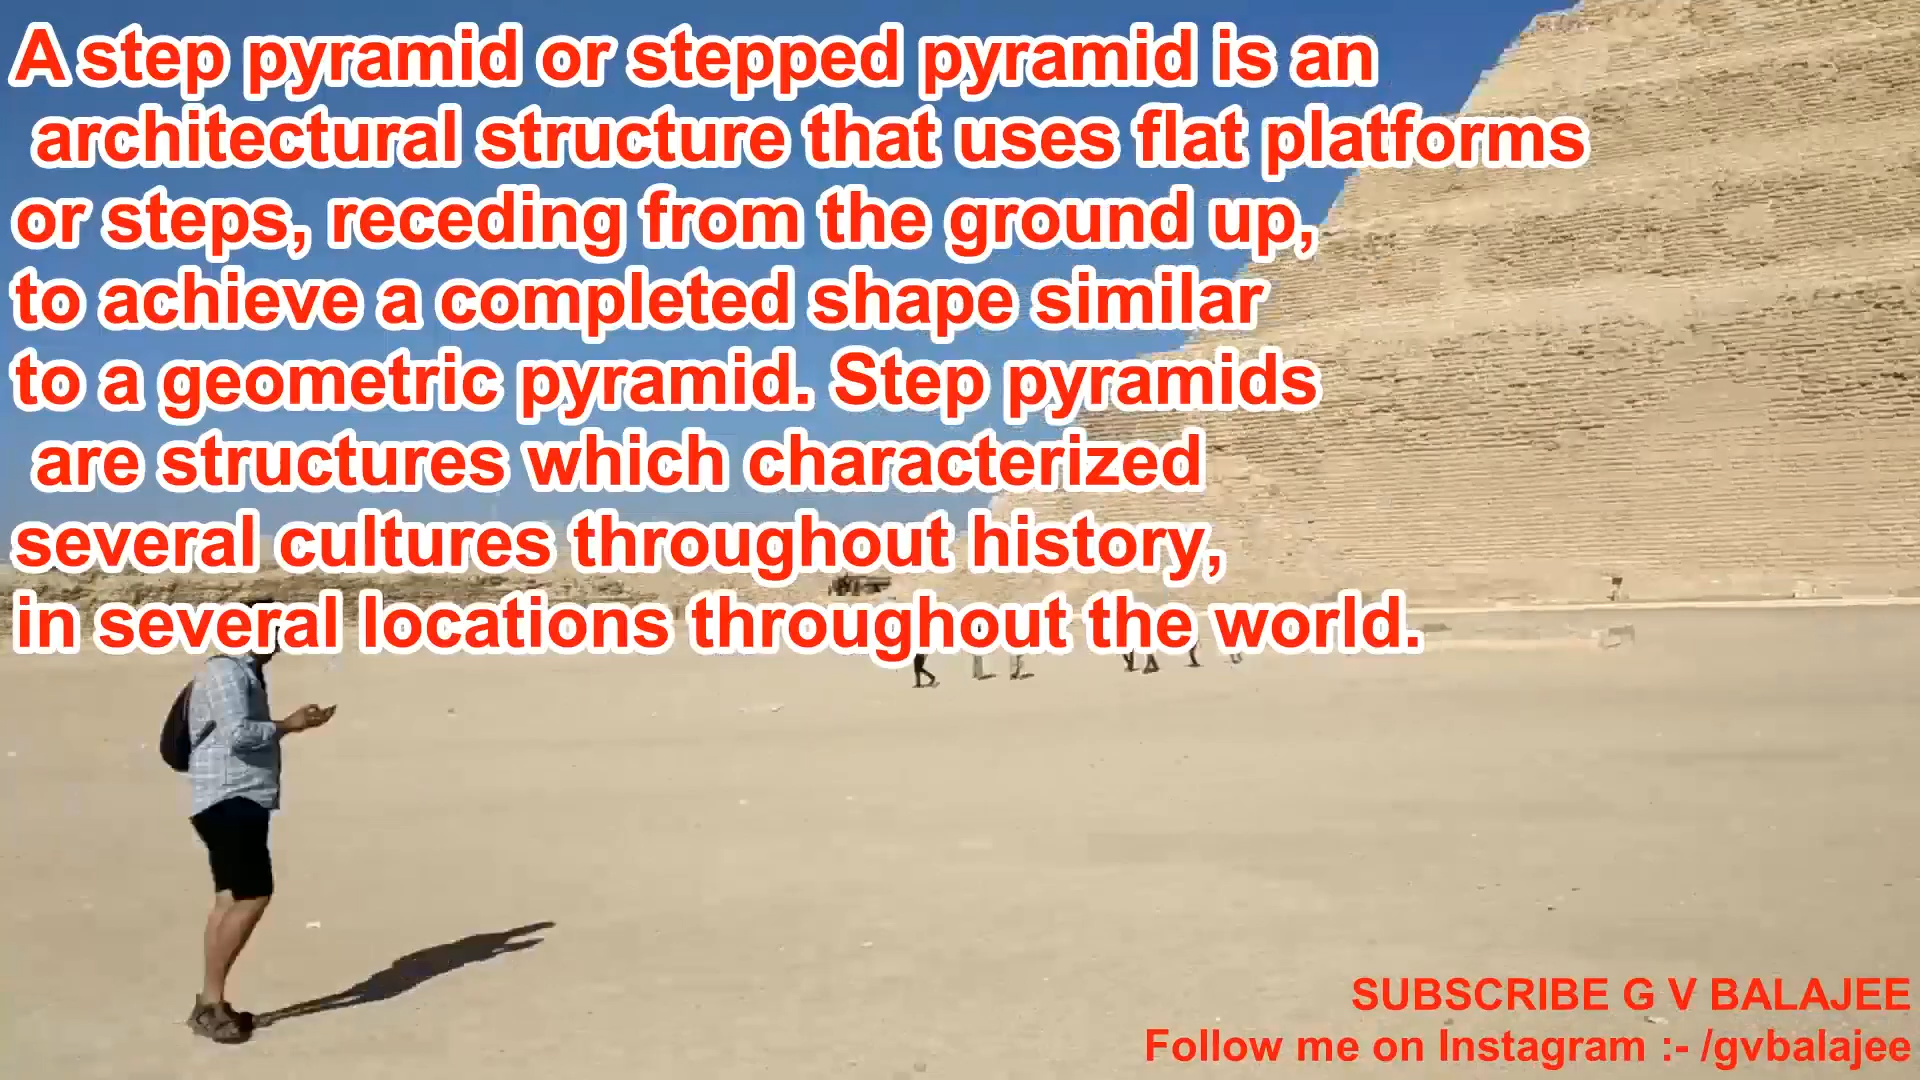 A step pyramid or stepped pyramid is an
architectural structure that uses flat platforms
or steps, receding from the ground up,
to achieve a completed shape similar
to a geometric pyramid. Step pyramids
are structures which characterized
several cultures throughout history,
in several locations throughout the world.
SUBSCRIBE G V BALAJEE
Follow me on Instagram :- /gvbalajee